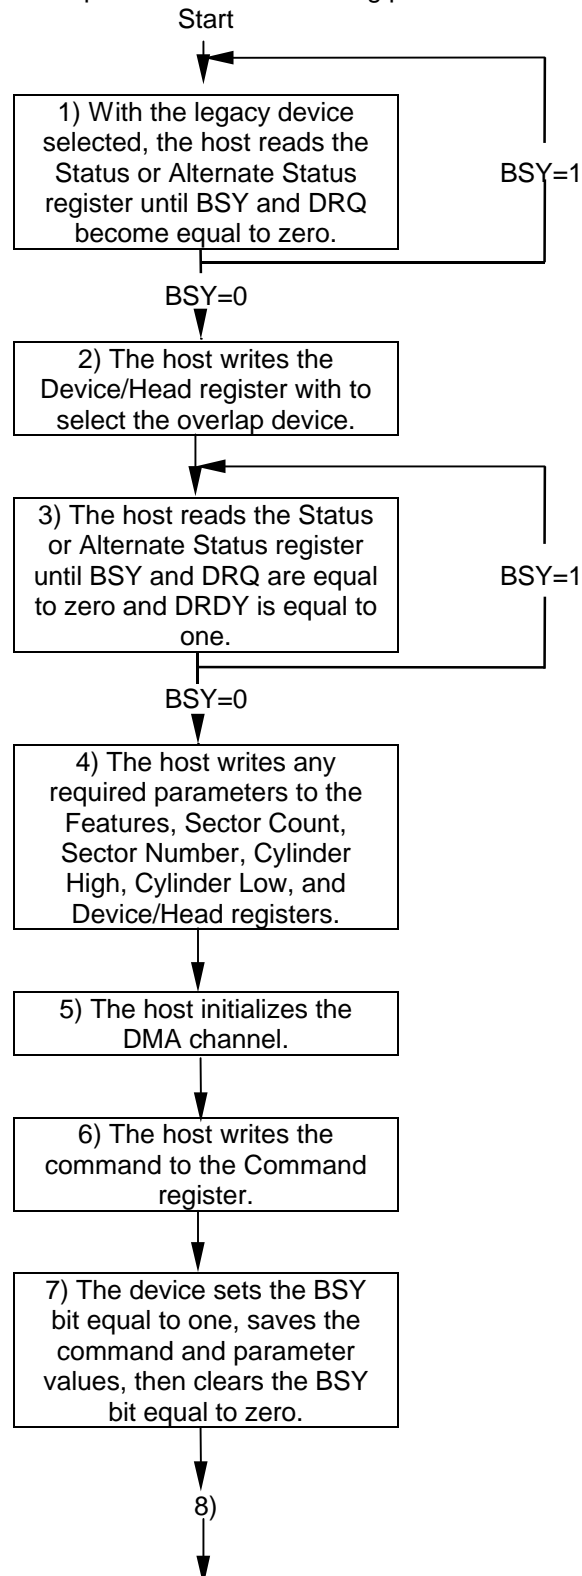 Start
1) With the legacy device
selected, the host reads the
Status or Alternate Status
register until BSY and DRQ
become equal to zero.
BSY=1
BSY=0
2) The host writes the
Device/Head register with to
select the overlap device.
3) The host reads the Status
or Alternate Status register
until BSY and DRQ are equal
to zero and DRDY is equal to
one.
BSY=1
BSY=0
4) The host writes any
required parameters to the
Features, Sector Count,
Sector Number, Cylinder
High, Cylinder Low, and
Device/Head registers.
5) The host initializes the
DMA channel.
6) The host writes the
command to the Command
register.
7) The device sets the BSY
bit equal to one, saves the
command and parameter
values, then clears the BSY
bit equal to zero.
8)